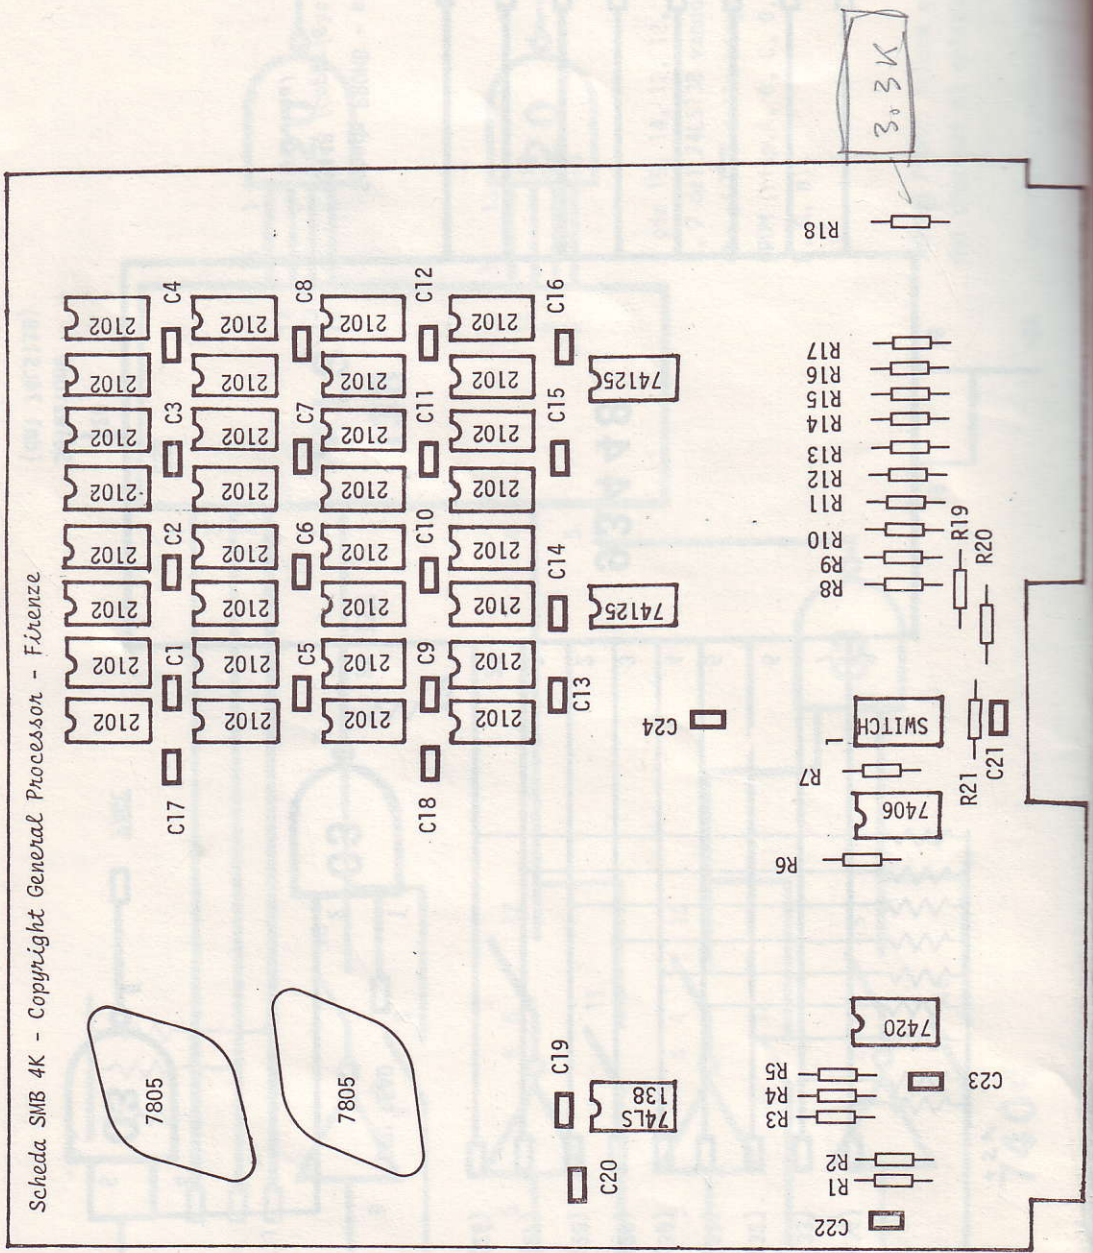 3.3K
Scheda SMB 4K - Copyright General Processor - Firenze
R18
C4
C8
C12
C16
2102
2102
2102
2102
R17
2102
2102
2102
2102
74125
R16
R15
C3
C7
C11
C15
R14
2102
2102
2102
2102
R13
R12
2102
2102
2102
2102
R11
R19
C2
C6
C10
C14
R10
R20
2102
2102
2102
2102
R9
R8
2102
2102
2102
2102
74125
C1
C5
C9
C13
2102
2102
2102
2102
2102
2102
2102
2102
C24
SWITCH
1
C17
C18
R7
R21
C21
7406
R6
7805
7805
7420
C19
R5
C23
R4
R3
74LS
138
C20
R2
R1
C22
93448